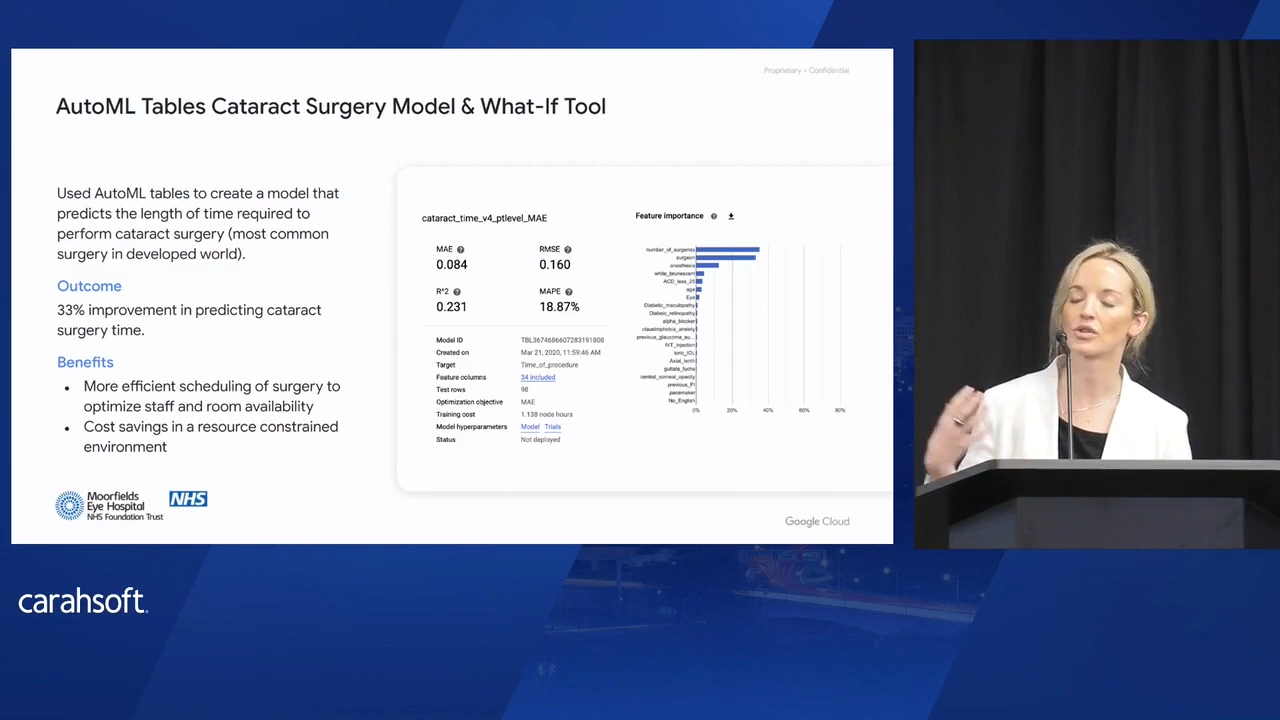 Proprietary + Confidential
AutoML Tables Cataract Surgery Model & What-If Tool
Used AutoML tables to create a model that
predicts the length of time required to
perform cataract surgery (most common
surgery in developed world).
Outcome
33% improvement in predicting cataract
surgery time.
Benefits
• More efficient scheduling of surgery to
optimize staff and room availability
• Cost savings in a resource constrained
environment
Moorfields
Eye Hospital
NHS Foundation Trust
NHS
cataract_time_v4_ptlevel_MAE
MAE
RMSE
0.084
0.160
R^2
MAPE
0.231
18.87%
Model ID TBL3674686607283191808
Created on Mar 21, 2020, 11:59:46 AM
Target Time_of_procedure
Feature columns 34 included
Test rows 98
Optimization objective MAE
Training cost 1.138 node hours
Model hyperparameters Model Trials
Status Not deployed
Feature importance
number_of_surgeries
surgeon
anesthesia
white_brunescent
ACD_less_25
age
Eye
Diabetic_maculopathy
Diabetic_retinopathy
alpha_blocker
claustrophobic_anxiety
previous_glaucoma_su...
IVT_injection
toric_IOL
Axial_lenth
guttata_fuchs
central_corneal_opacity
previous_PI
pacemaker
No_English
0% 20% 40% 60% 80%
Google Cloud
carahsoft.